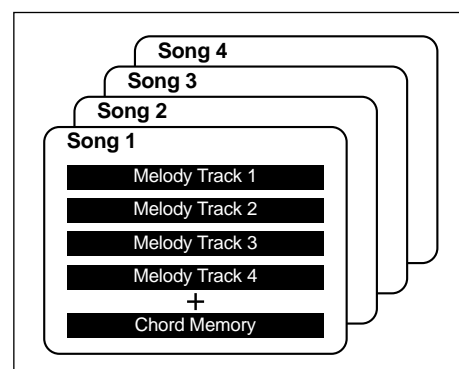 Song 4
Song 3
Song 2
Song 1
Melody Track 1
Melody Track 2
Melody Track 3
Melody Track 4
+
Chord Memory